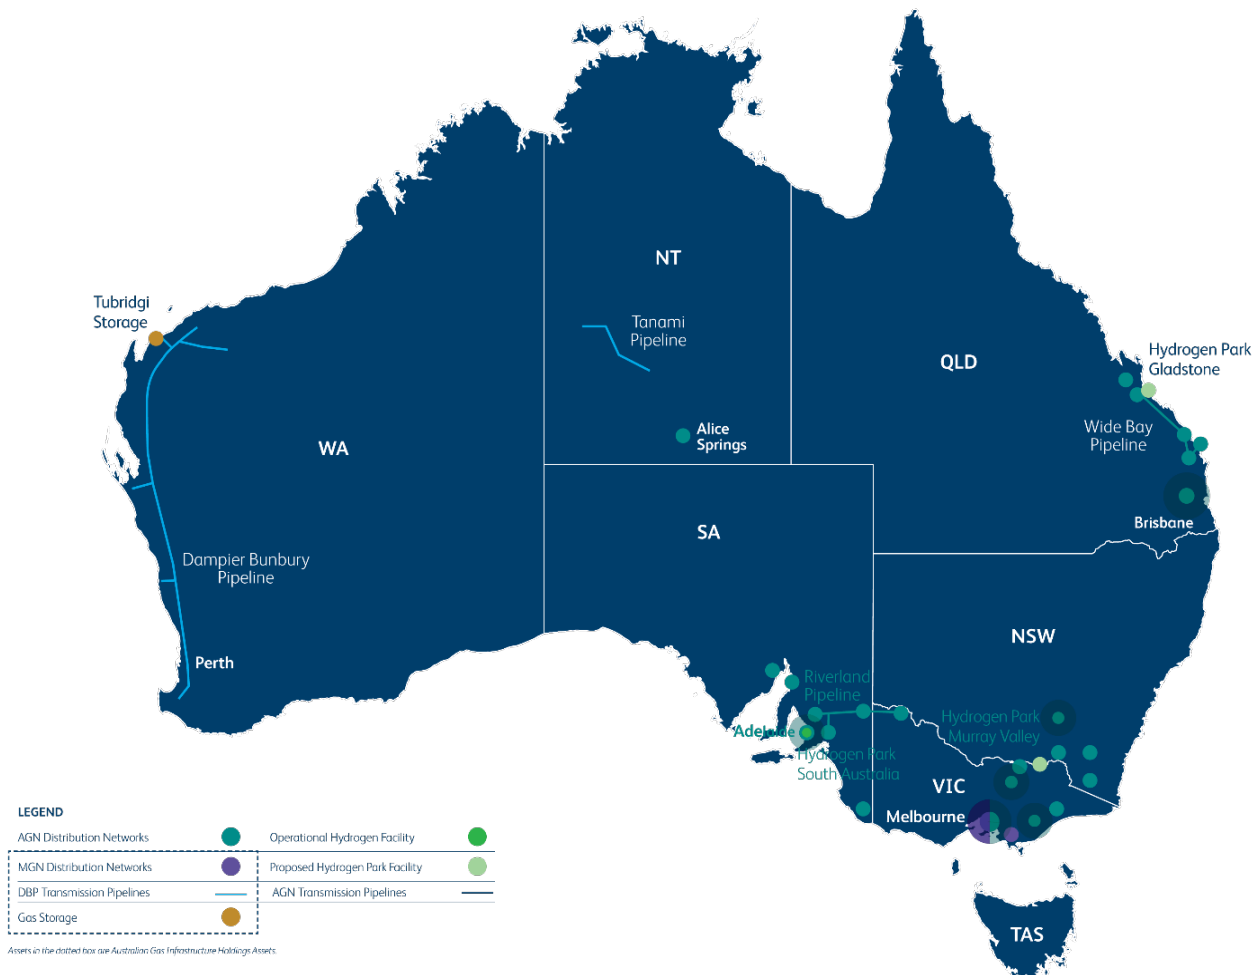 NT
Tubridgi
Storage
Tanami
Pipeline
Hydrogen Park
Gladstone
QLD
Alice
Springs
Wide Bay
Pipeline
WA
Brisbane
SA
Dampier Bunbury
Pipeline
NSW
Perth
Riverland
Pipeline
Hydrogen Park
Murray Valley
Adelaide
Hydrogen Park
South Australia
VIC
Melbourne
TAS
LEGEND
AGN Distribution Networks
Operational Hydrogen Facility
MGN Distribution Networks
Proposed Hydrogen Park Facility
DBP Transmission Pipelines
AGN Transmission Pipelines
Gas Storage
Assets in the dotted box are Australian Gas Infrastructure Holdings Assets.